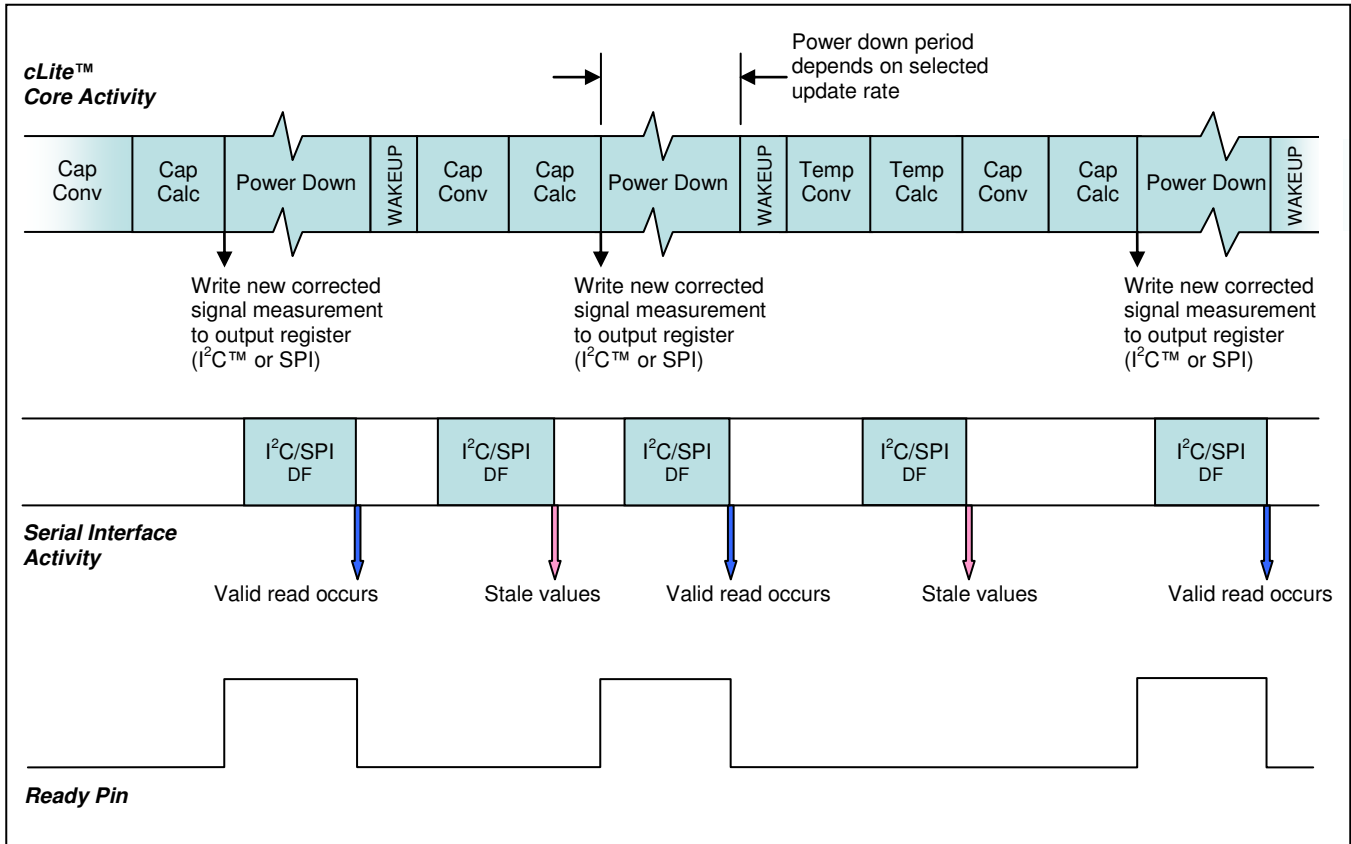 cLite™
Core Activity
Power down period
depends on selected
update rate
Cap
Conv
Cap
Calc
Power Down
WAKEUP
Cap
Conv
Cap
Calc
Power Down
WAKEUP
Temp
Conv
Temp
Calc
Cap
Conv
Cap
Calc
Power Down
WAKEUP
Write new corrected
signal measurement
to output register
(I²C™ or SPI)
Write new corrected
signal measurement
to output register
(I²C™ or SPI)
Write new corrected
signal measurement
to output register
(I²C™ or SPI)
I²C/SPI
DF
I²C/SPI
DF
I²C/SPI
DF
I²C/SPI
DF
I²C/SPI
DF
Serial Interface
Activity
Valid read occurs
Stale values
Valid read occurs
Stale values
Valid read occurs
Ready Pin